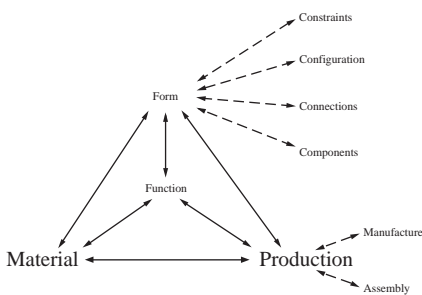 Constraints
Configuration
Form
Connections
Components
Function
Manufacture
Material
Production
Assembly